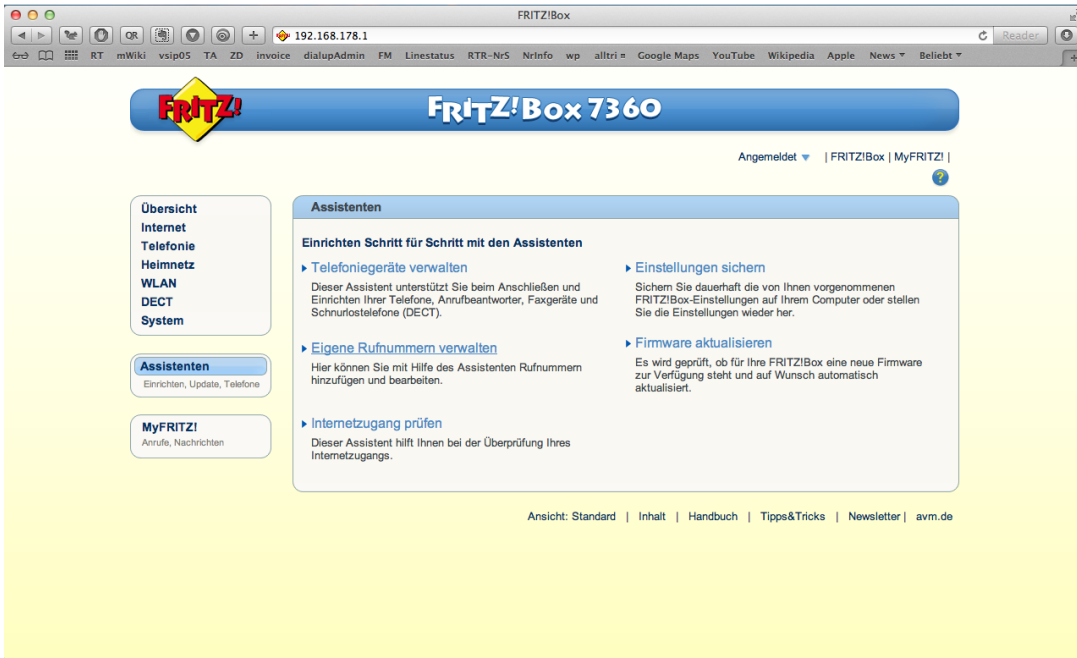 FRITZ!Box
QR
192.168.178.1
Reader
RT mWiki vsip05 TA ZD invoice dialupAdmin FM Linestatus RTR-NrS NrInfo wp alltri Google Maps YouTube Wikipedia Apple News Beliebt
FRITZ!
FRITZ!Box 7360
Angemeldet | FRITZ!Box | MyFRITZ! |
?
Übersicht
Internet
Telefonie
Heimnetz
WLAN
DECT
System
Assistenten
Einrichten, Update, Telefone
MyFRITZ!
Anrufe, Nachrichten
Assistenten
Einrichten Schritt für Schritt mit den Assistenten
Telefoniegeräte verwalten
Dieser Assistent unterstützt Sie beim Anschließen und
Einrichten Ihrer Telefone, Anrufbeantworter, Faxgeräte und
Schnurlostelefone (DECT).
Eigene Rufnummern verwalten
Hier können Sie mit Hilfe des Assistenten Rufnummern
hinzufügen und bearbeiten.
Internetzugang prüfen
Dieser Assistent hilft Ihnen bei der Überprüfung Ihres
Internetzugangs.
Einstellungen sichern
Sichern Sie dauerhaft die von Ihnen vorgenommenen
FRITZ!Box-Einstellungen auf Ihrem Computer oder stellen
Sie die Einstellungen wieder her.
Firmware aktualisieren
Es wird geprüft, ob für Ihre FRITZ!Box eine neue Firmware
zur Verfügung steht und auf Wunsch automatisch
aktualisiert.
Ansicht: Standard | Inhalt | Handbuch | Tipps&Tricks | Newsletter | avm.de